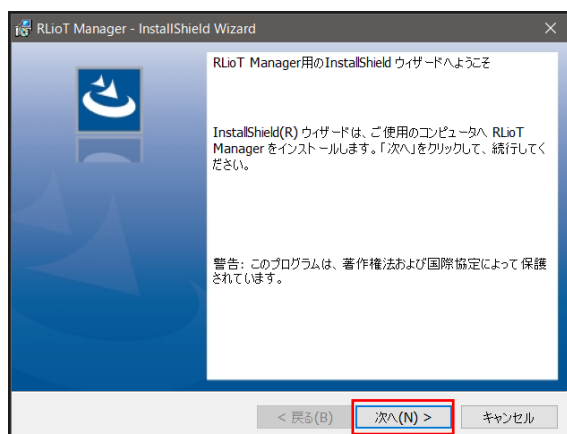 RLioT Manager - InstallShield Wizard
RLioT Manager用のInstallShield ウィザードへようこそ
InstallShield(R) ウィザードは、ご使用のコンピュータへ RLioT
Manager をインストールします。「次へ」をクリックして、続行してく
ださい。
警告: このプログラムは、著作権法および国際協定によって保護
されています。
< 戻る(B)
次へ(N) >
キャンセル